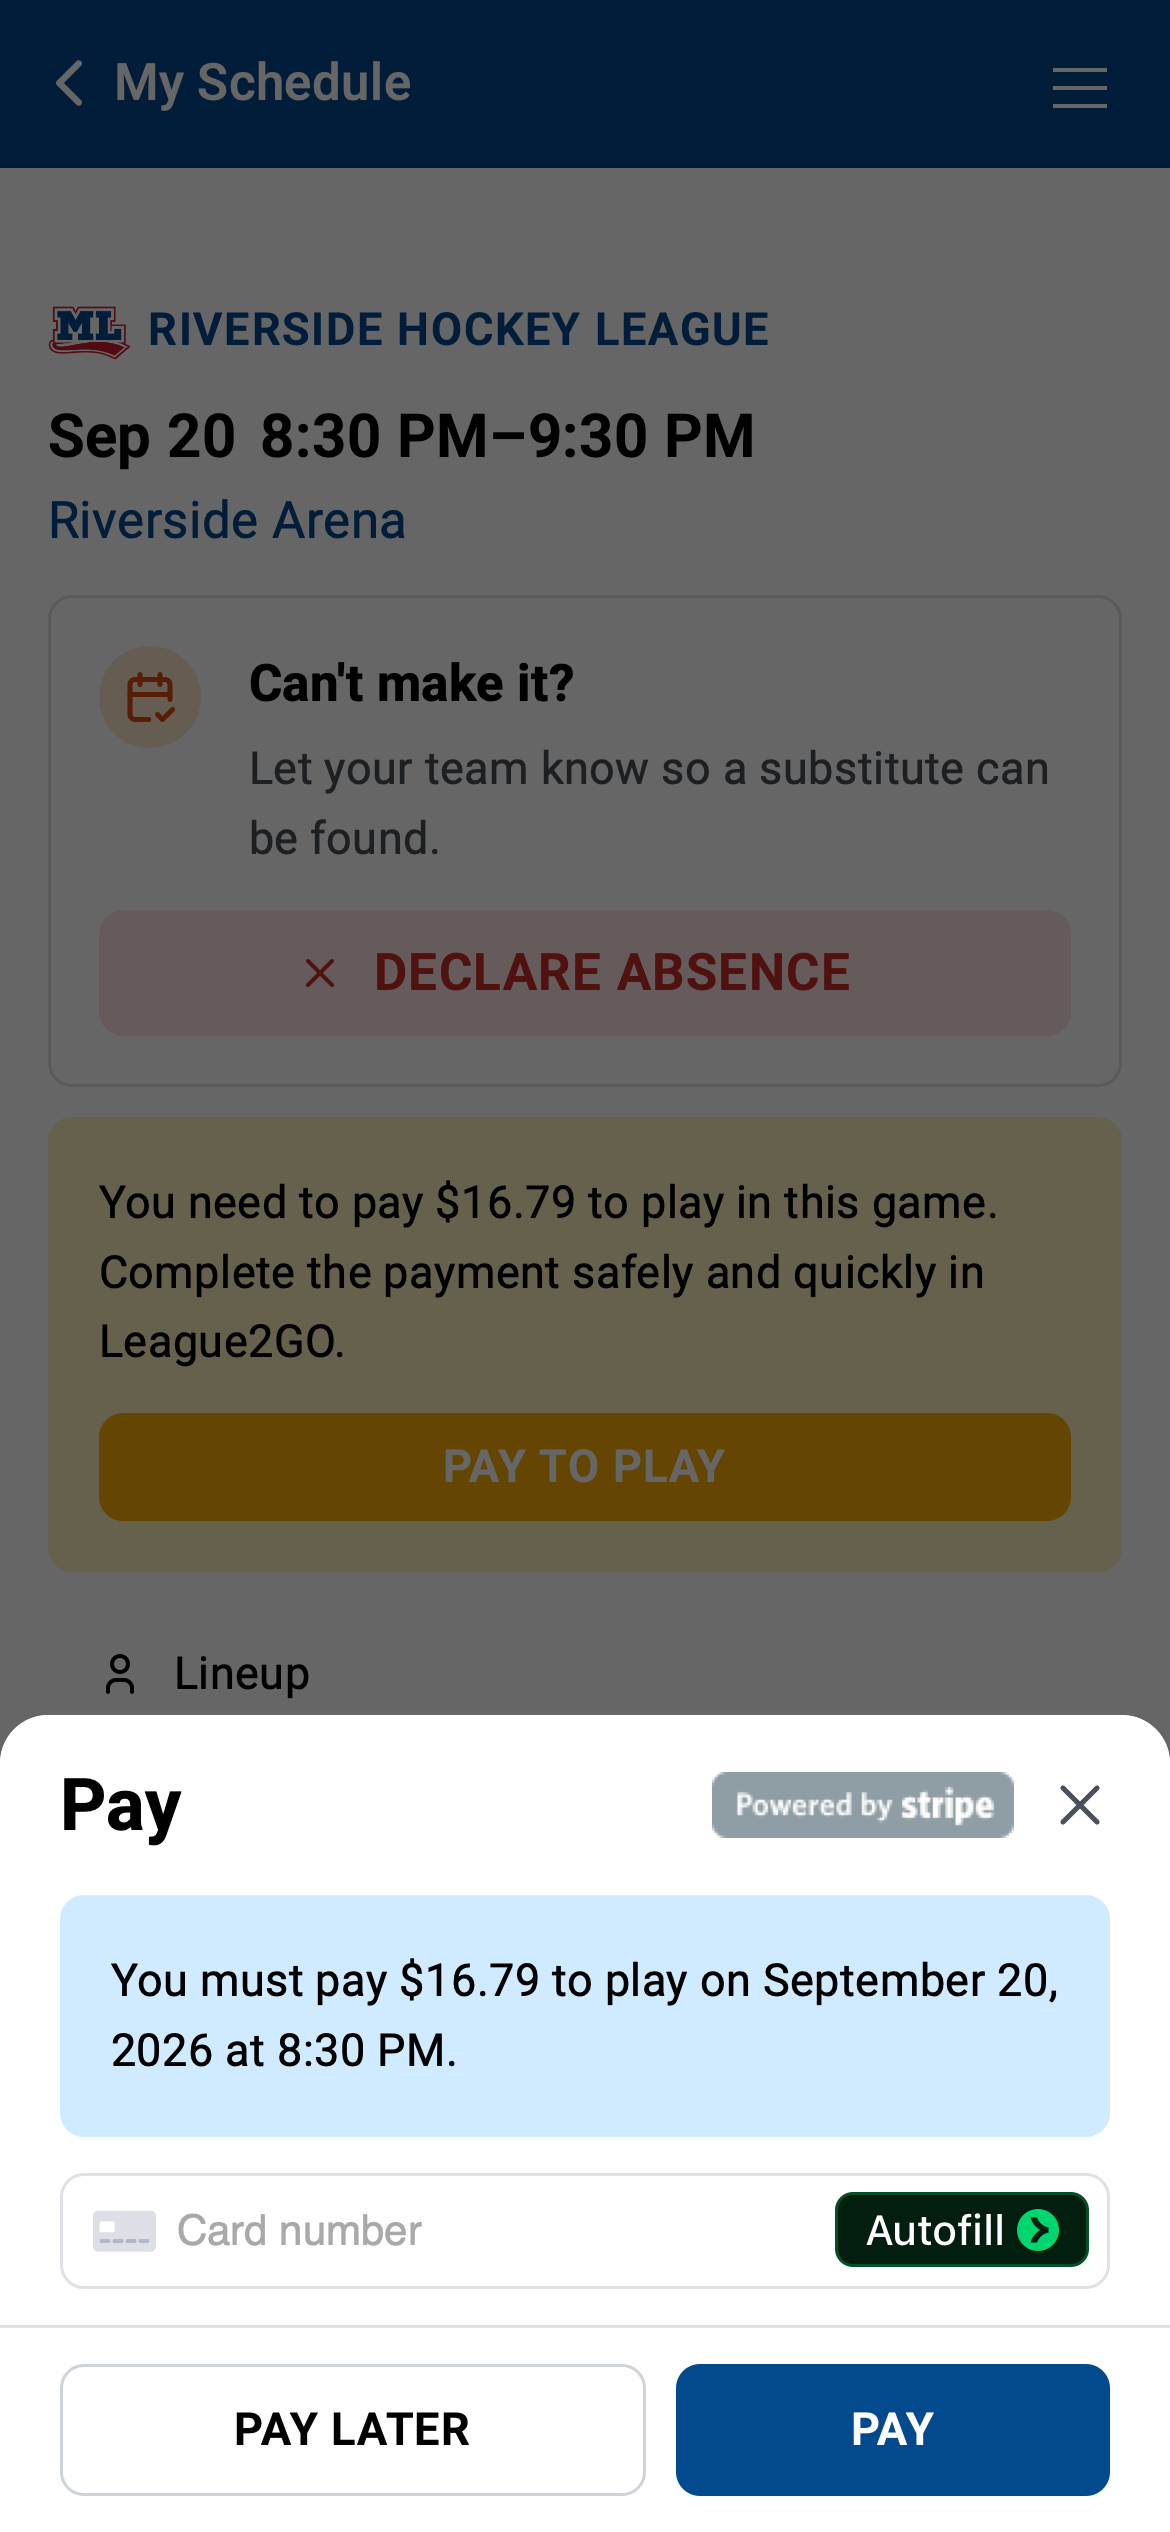 My Schedule
ML RIVERSIDE HOCKEY LEAGUE
Sep 20 8:30 PM–9:30 PM
Riverside Arena
Can't make it?
Let your team know so a substitute can
be found.
DECLARE ABSENCE
You need to pay $16.79 to play in this game.
Complete the payment safely and quickly in
League2GO.
PAY TO PLAY
Lineup
Pay
Powered by stripe
You must pay $16.79 to play on September 20,
2026 at 8:30 PM.
Card number
Autofill
PAY LATER
PAY